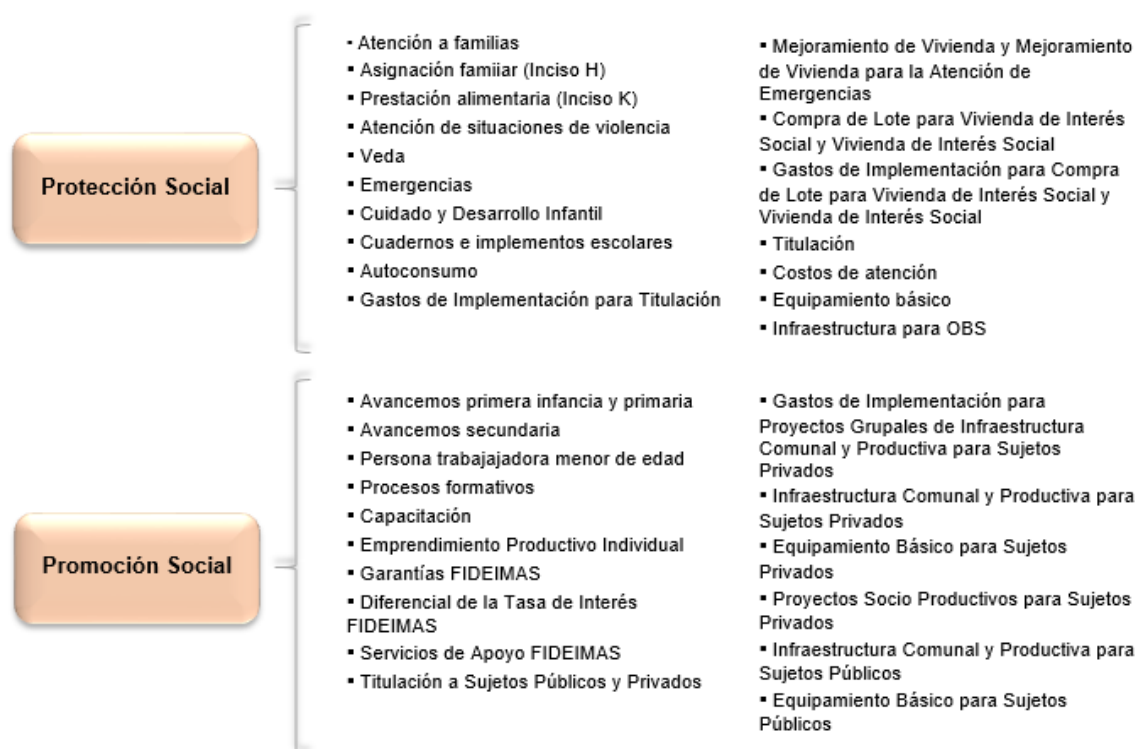 Protección Social
▪ Atención a familias
▪ Asignación famiiar (Inciso H)
▪ Prestación alimentaria (Inciso K)
▪ Atención de situaciones de violencia
▪ Veda
▪ Emergencias
▪ Cuidado y Desarrollo Infantil
▪ Cuadernos e implementos escolares
▪ Autoconsumo
▪ Gastos de Implementación para Titulación
▪ Mejoramiento de Vivienda y Mejoramiento
de Vivienda para la Atención de
Emergencias
▪ Compra de Lote para Vivienda de Interés
Social y Vivienda de Interés Social
▪ Gastos de Implementación para Compra
de Lote para Vivienda de Interés Social y
Vivienda de Interés Social
▪ Titulación
▪ Costos de atención
▪ Equipamiento básico
▪ Infraestructura para OBS
Promoción Social
▪ Avancemos primera infancia y primaria
▪ Avancemos secundaria
▪ Persona trabajajadora menor de edad
▪ Procesos formativos
▪ Capacitación
▪ Emprendimiento Productivo Individual
▪ Garantías FIDEIMAS
▪ Diferencial de la Tasa de Interés
FIDEIMAS
▪ Servicios de Apoyo FIDEIMAS
▪ Titulación a Sujetos Públicos y Privados
▪ Gastos de Implementación para
Proyectos Grupales de Infraestructura
Comunal y Productiva para Sujetos
Privados
▪ Infraestructura Comunal y Productiva para
Sujetos Privados
▪ Equipamiento Básico para Sujetos
Privados
▪ Proyectos Socio Productivos para Sujetos
Privados
▪ Infraestructura Comunal y Productiva para
Sujetos Públicos
▪ Equipamiento Básico para Sujetos
Públicos